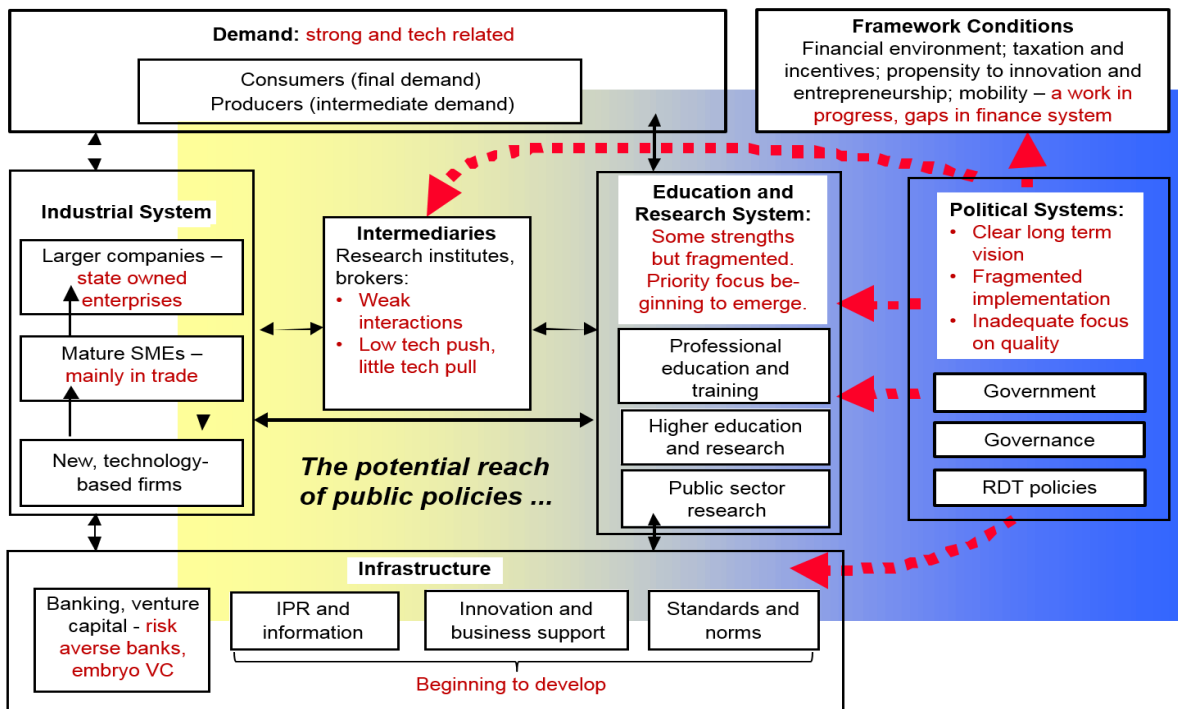 Demand: strong and tech related
Consumers (final demand)
Producers (intermediate demand)
Framework Conditions
Financial environment; taxation and
incentives; propensity to innovation and
entrepreneurship; mobility – a work in
progress, gaps in finance system
Industrial System
Larger companies –
state owned
enterprises
Mature SMEs –
mainly in trade
New, technology-
based firms
Intermediaries
Research institutes,
brokers:
• Weak
interactions
• Low tech push,
little tech pull
Education and
Research System:
Some strengths
but fragmented.
Priority focus be-
ginning to emerge.
Professional
education and
training
Higher education
and research
Public sector
research
Political Systems:
• Clear long term
vision
• Fragmented
implementation
• Inadequate focus
on quality
Government
Governance
RDT policies
The potential reach
of public policies ...
Infrastructure
Banking, venture
capital - risk
averse banks,
embryo VC
IPR and
information
Innovation and
business support
Standards and
norms
Beginning to develop